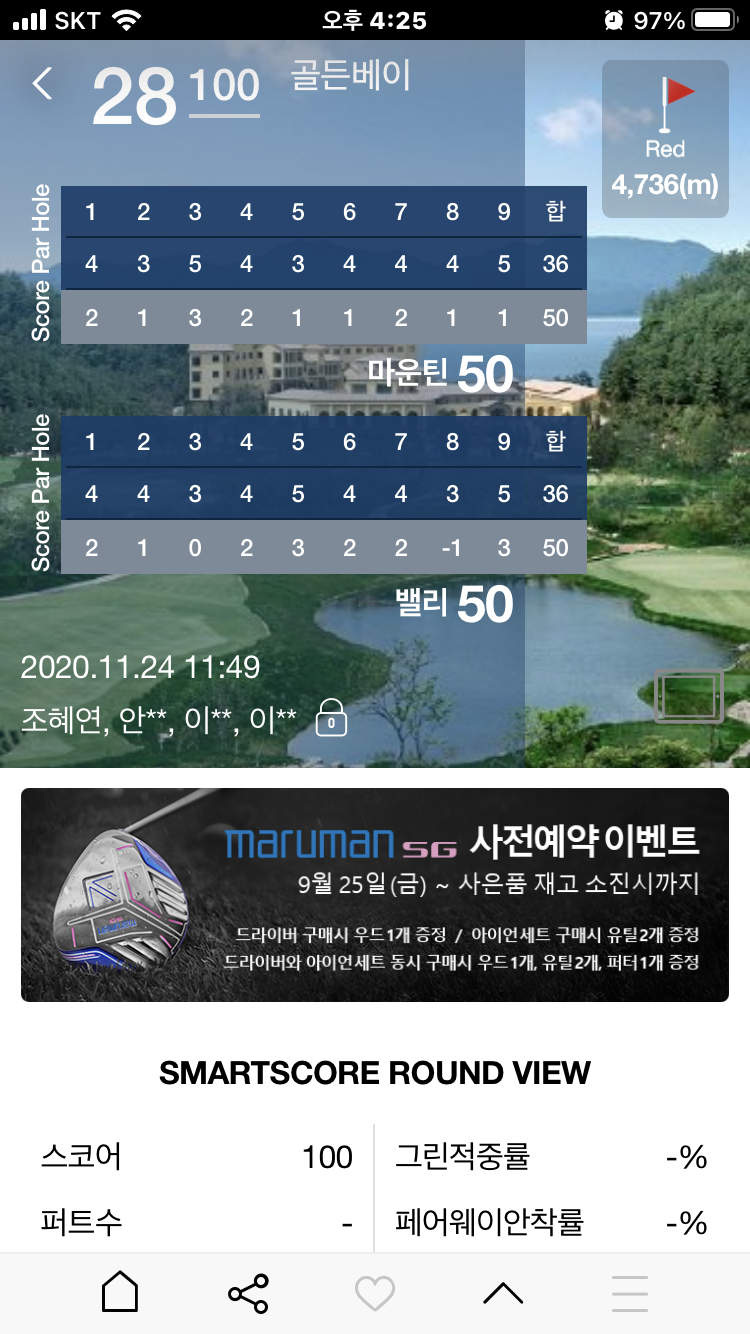 SKT 오후 4:25 97%
28 100 골든베이
Red
4,736(m)
Score Par Hole
1 2 3 4 5 6 7 8 9 합
4 3 5 4 3 4 4 4 5 36
2 1 3 2 1 1 2 1 1 50
마운틴 50
Score Par Hole
1 2 3 4 5 6 7 8 9 합
4 4 3 4 5 4 4 3 5 36
2 1 0 2 3 2 2 -1 3 50
밸리 50
2020.11.24 11:49
조혜연, 안**, 이**, 이** 0
maruman SG 사전예약 이벤트
9월 25일(금) ~ 사은품 재고 소진시까지
드라이버 구매시 우드1개 증정 / 아이언세트 구매시 유틸2개 증정
드라이버와 아이언세트 동시 구매시 우드1개, 유틸2개, 퍼터1개 증정
SMARTSCORE ROUND VIEW
스코어 100 그린적중률 -%
퍼트수 - 페어웨이안착률 -%